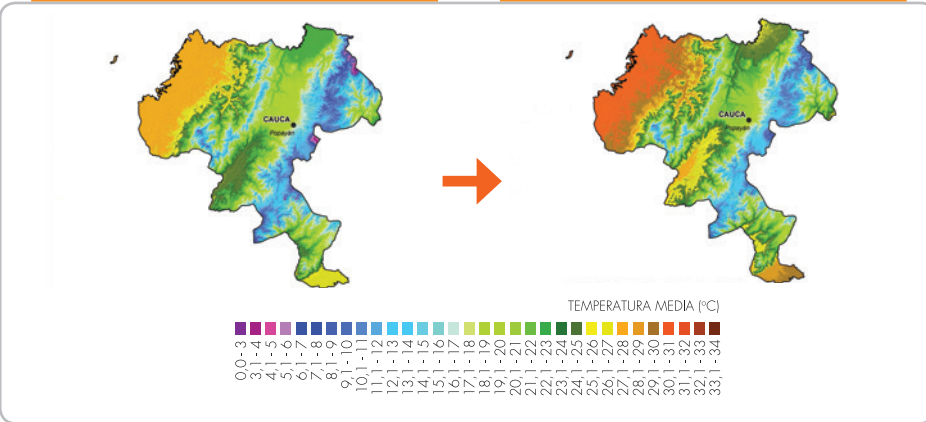 CAUCA
Popayán
CAUCA
Popayán
TEMPERATURA MEDIA (ºC)
0,0 - 3
3,1 - 4
4,1 - 5
5,1 - 6
6,1 - 7
7,1 - 8
8,1 - 9
9,1 - 10
10,1 - 11
11,1 - 12
12,1 - 13
13,1 - 14
14,1 - 15
15,1 - 16
16,1 - 17
17,1 - 18
18,1 - 19
19,1 - 20
20,1 - 21
21,1 - 22
22,1 - 23
23,1 - 24
24,1 - 25
25,1 - 26
26,1 - 27
27,1 - 28
28,1 - 29
29,1 - 30
30,1 - 31
31,1 - 32
32,1 - 33
33,1 - 34